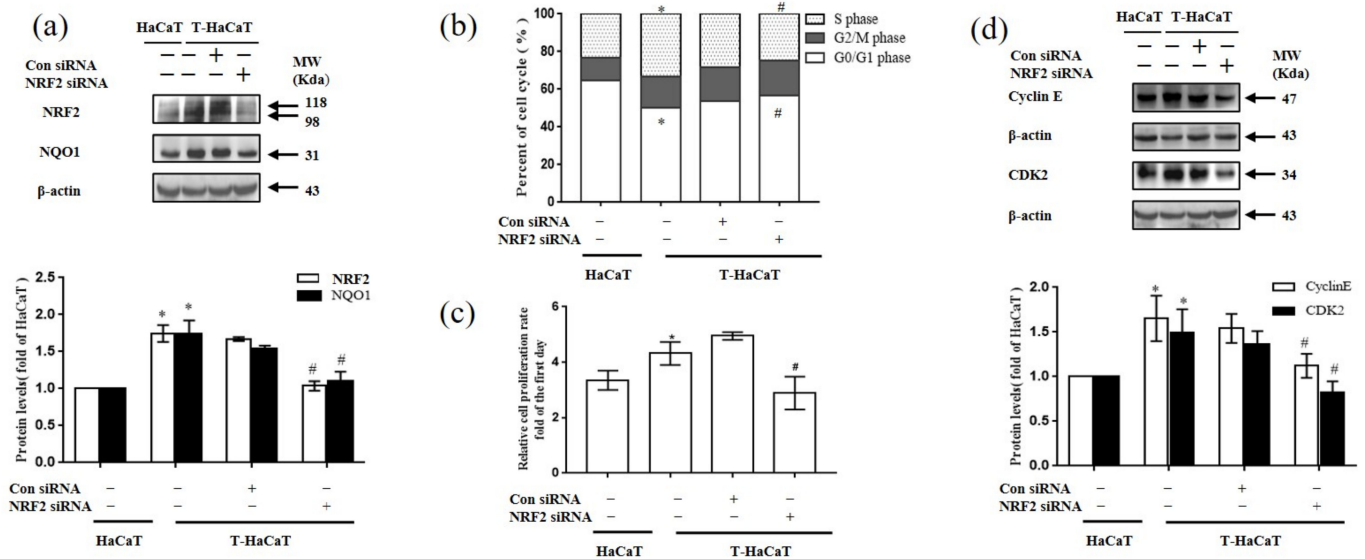 (a)
HaCaT T-HaCaT
Con siRNA − − + −
NRF2 siRNA − − − +
MW
(Kda)
NRF2
118
98
NQO1
31
β-actin
43
Protein levels( fold of HaCaT )
2.5
2.0
1.5
1.0
0.5
0.0
NRF2
NQO1
* *
# #
Con siRNA − − + −
NRF2 siRNA − − − +
HaCaT T-HaCaT
(b)
Percent of cell cycle ( % )
100
80
60
40
20
0
* #
* #
S phase
G2/M phase
G0/G1 phase
Con siRNA − − + −
NRF2 siRNA − − − +
HaCaT T-HaCaT
(c)
Relative cell proliferation rate
fold of the first day
6
4
2
0
* #
Con siRNA − − + −
NRF2 siRNA − − − +
HaCaT T-HaCaT
(d)
HaCaT T-HaCaT
Con siRNA − − + −
NRF2 siRNA − − − +
MW
(Kda)
Cyclin E
47
β-actin
43
CDK2
34
β-actin
43
Protein levels( fold of HaCaT )
2.0
1.5
1.0
0.5
0.0
CyclinE
CDK2
* *
# #
Con siRNA − − + −
NRF2 siRNA − − − +
HaCaT T-HaCaT